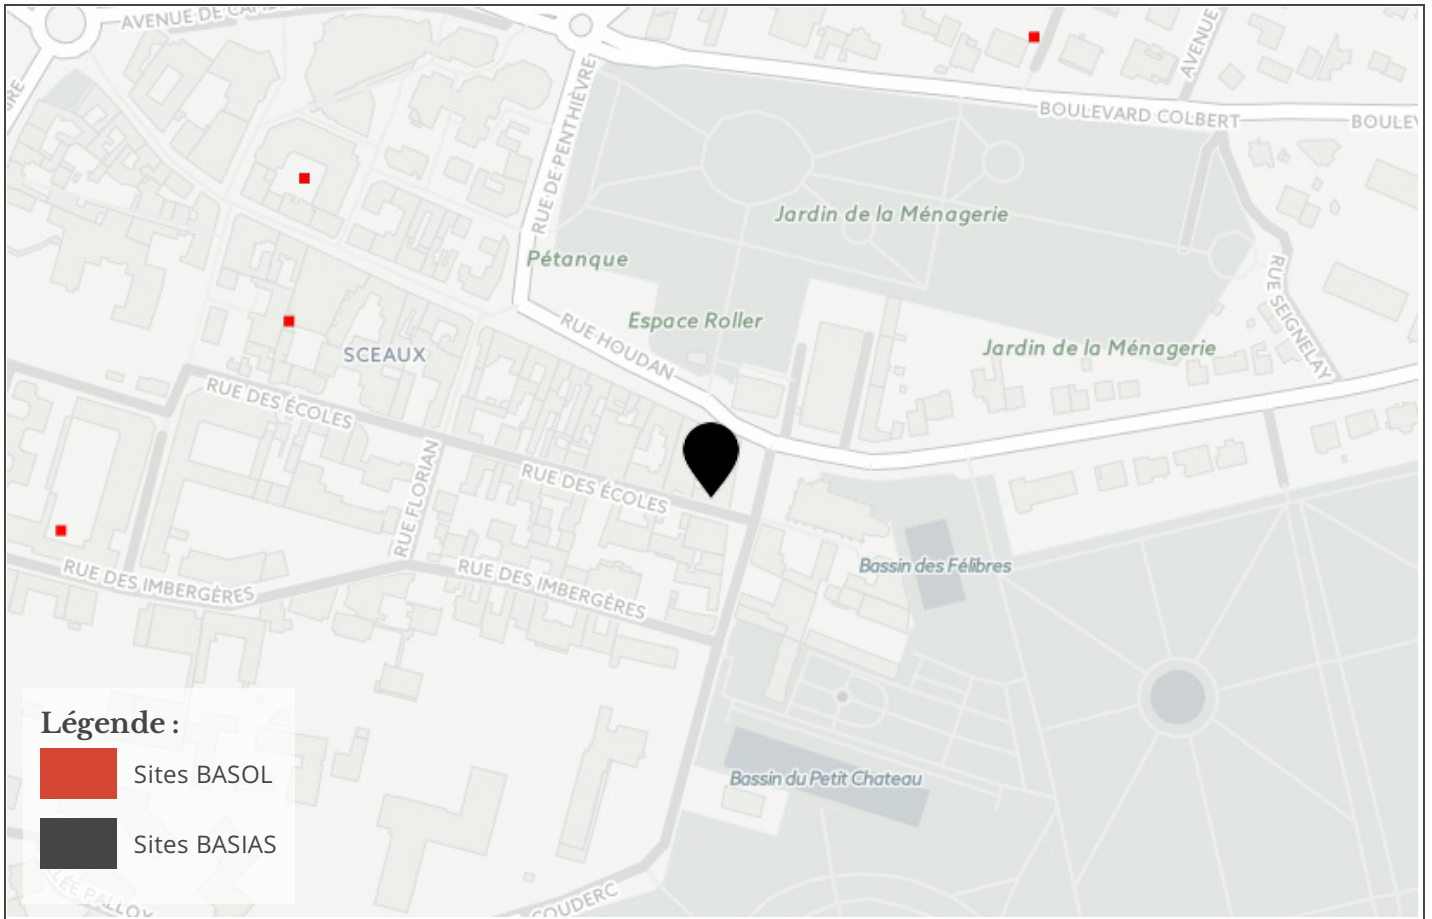 AVENUE DE
AVENUE
BOULEVARD COLBERT
RUE DE PENTHIÈVRE
Jardin de la Ménagerie
Pétanque
RUE SEIGNELAY
Espace Roller
RUE HOUDAN
Jardin de la Ménagerie
SCEAUX
RUE DES ÉCOLES
RUE FLORIAN
RUE DES ÉCOLES
Bassin des Félibres
RUE DES IMBERGÈRES
RUE DES IMBERGÈRES
Légende :
Sites BASOL
Bassin du Petit Chateau
Sites BASIAS
PALLOY
COUDERC